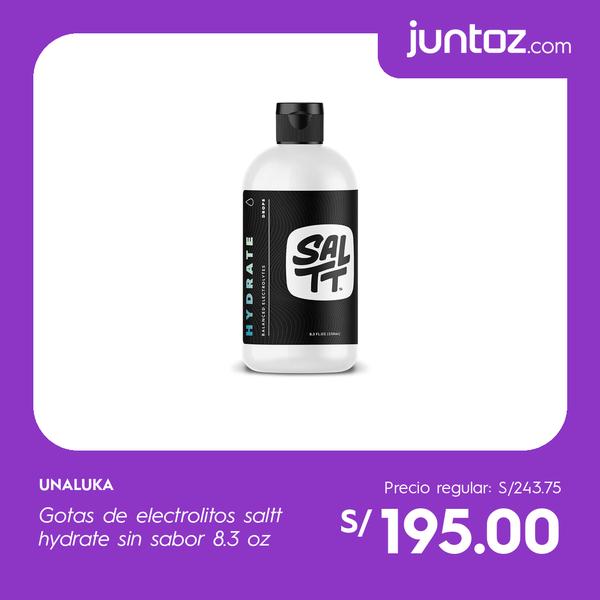 juntoz.com
HYDRATE
BALANCED ELECTROLYTES
DROPS
SAL
TT
UNALUKA
Gotas de electrolitos saltt
hydrate sin sabor 8.3 oz
Precio regular: S/243.75
S/195.00